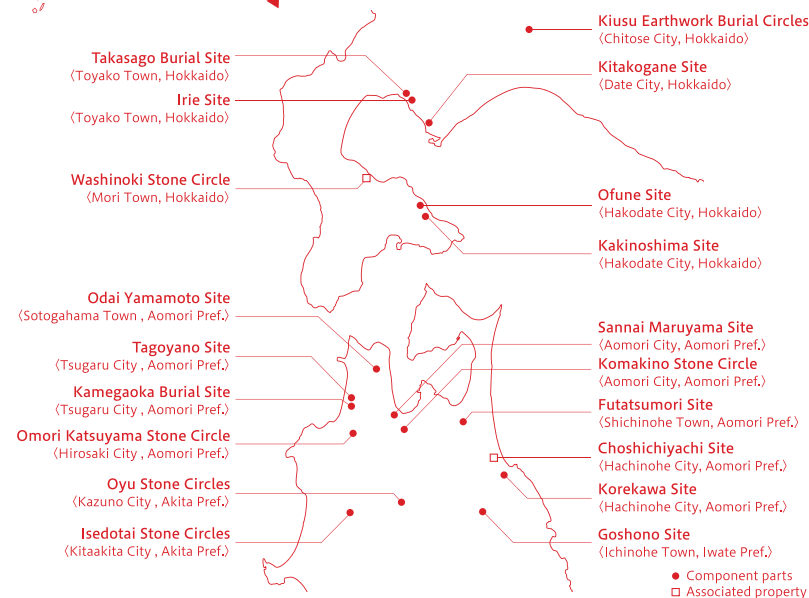 Kiusu Earthwork Burial Circles
〈Chitose City, Hokkaido〉
Takasago Burial Site
〈Toyako Town, Hokkaido〉
Kitakogane Site
〈Date City, Hokkaido〉
Irie Site
〈Toyako Town, Hokkaido〉
Washinoki Stone Circle
〈Mori Town, Hokkaido〉
Ofune Site
〈Hakodate City, Hokkaido〉
Kakinoshima Site
〈Hakodate City, Hokkaido〉
Odai Yamamoto Site
〈Sotogahama Town , Aomori Pref.〉
Tagoyano Site
〈Tsugaru City , Aomori Pref.〉
Kamegaoka Burial Site
〈Tsugaru City , Aomori Pref.〉
Omori Katsuyama Stone Circle
〈Hirosaki City , Aomori Pref.〉
Oyu Stone Circles
〈Kazuno City , Akita Pref.〉
Isedotai Stone Circles
〈Kitaakita City , Akita Pref.〉
Sannai Maruyama Site
〈Aomori City, Aomori Pref.〉
Komakino Stone Circle
〈Aomori City, Aomori Pref.〉
Futatsumori Site
〈Shichinohe Town, Aomori Pref.〉
Choshichiyachi Site
〈Hachinohe City, Aomori Pref.〉
Korekawa Site
〈Hachinohe City, Aomori Pref.〉
Goshono Site
〈Ichinohe Town, Iwate Pref.〉
Component parts
Associated property